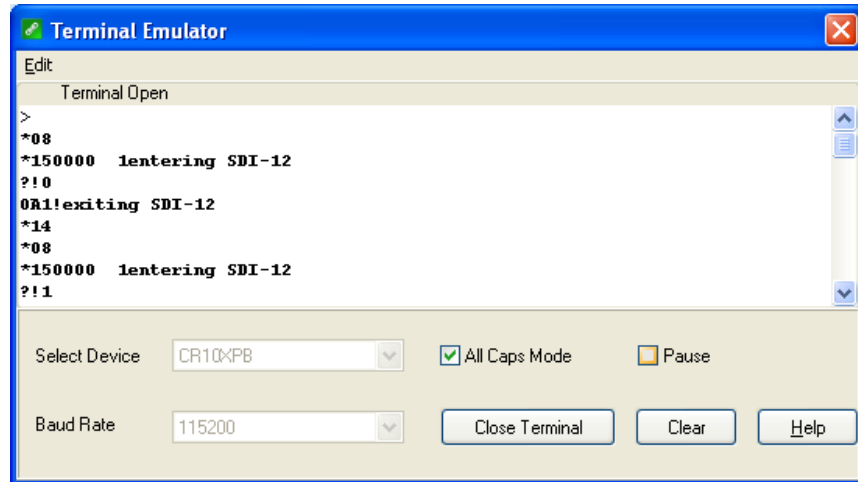 Terminal Emulator
Edit
Terminal Open
>
*08
*150000  1entering SDI-12
?!0
0A1!exiting SDI-12
*14
*08
*150000  1entering SDI-12
?!1
Select Device CR10XPB All Caps Mode Pause
Baud Rate 115200 Close Terminal Clear Help